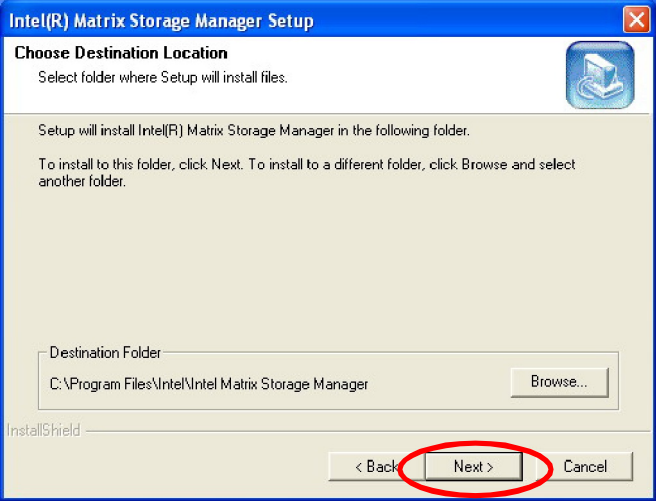 Intel(R) Matrix Storage Manager Setup
Choose Destination Location
Select folder where Setup will install files.
Setup will install Intel(R) Matrix Storage Manager in the following folder.
To install to this folder, click Next. To install to a different folder, click Browse and select
another folder.
Destination Folder
C:\Program Files\Intel\Intel Matrix Storage Manager
Browse...
InstallShield
< Back
Next >
Cancel